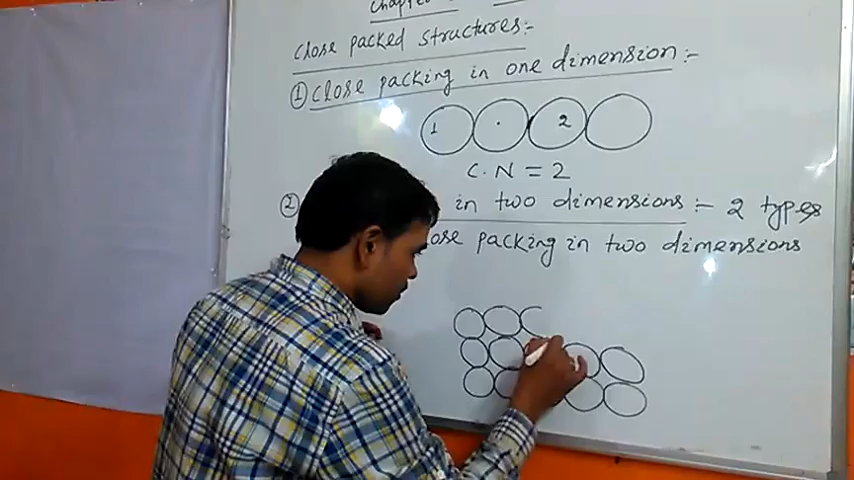 Chapter
Close packed structures:-
① Close packing in one dimension:-
1 2
C.N = 2
② in two dimensions:- 2 types
packing in two dimensions